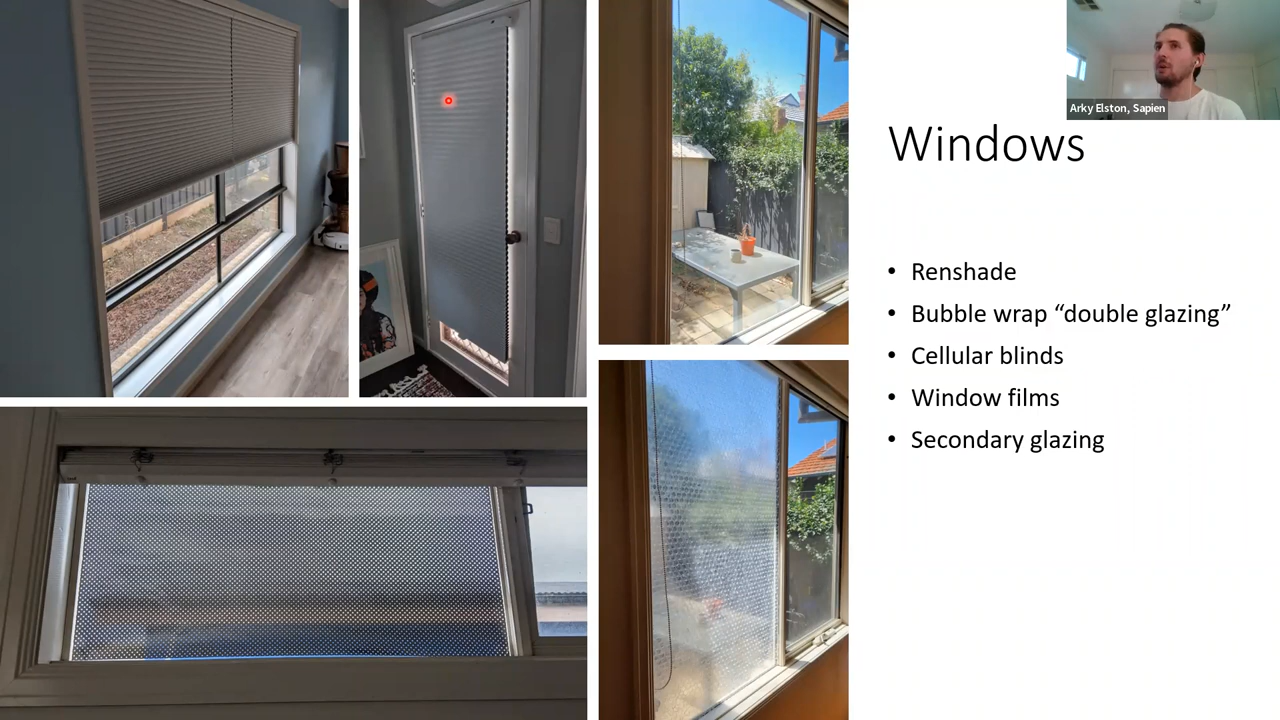 Arky Elston, Sapien
Windows
• Renshade
• Bubble wrap “double glazing”
• Cellular blinds
• Window films
• Secondary glazing